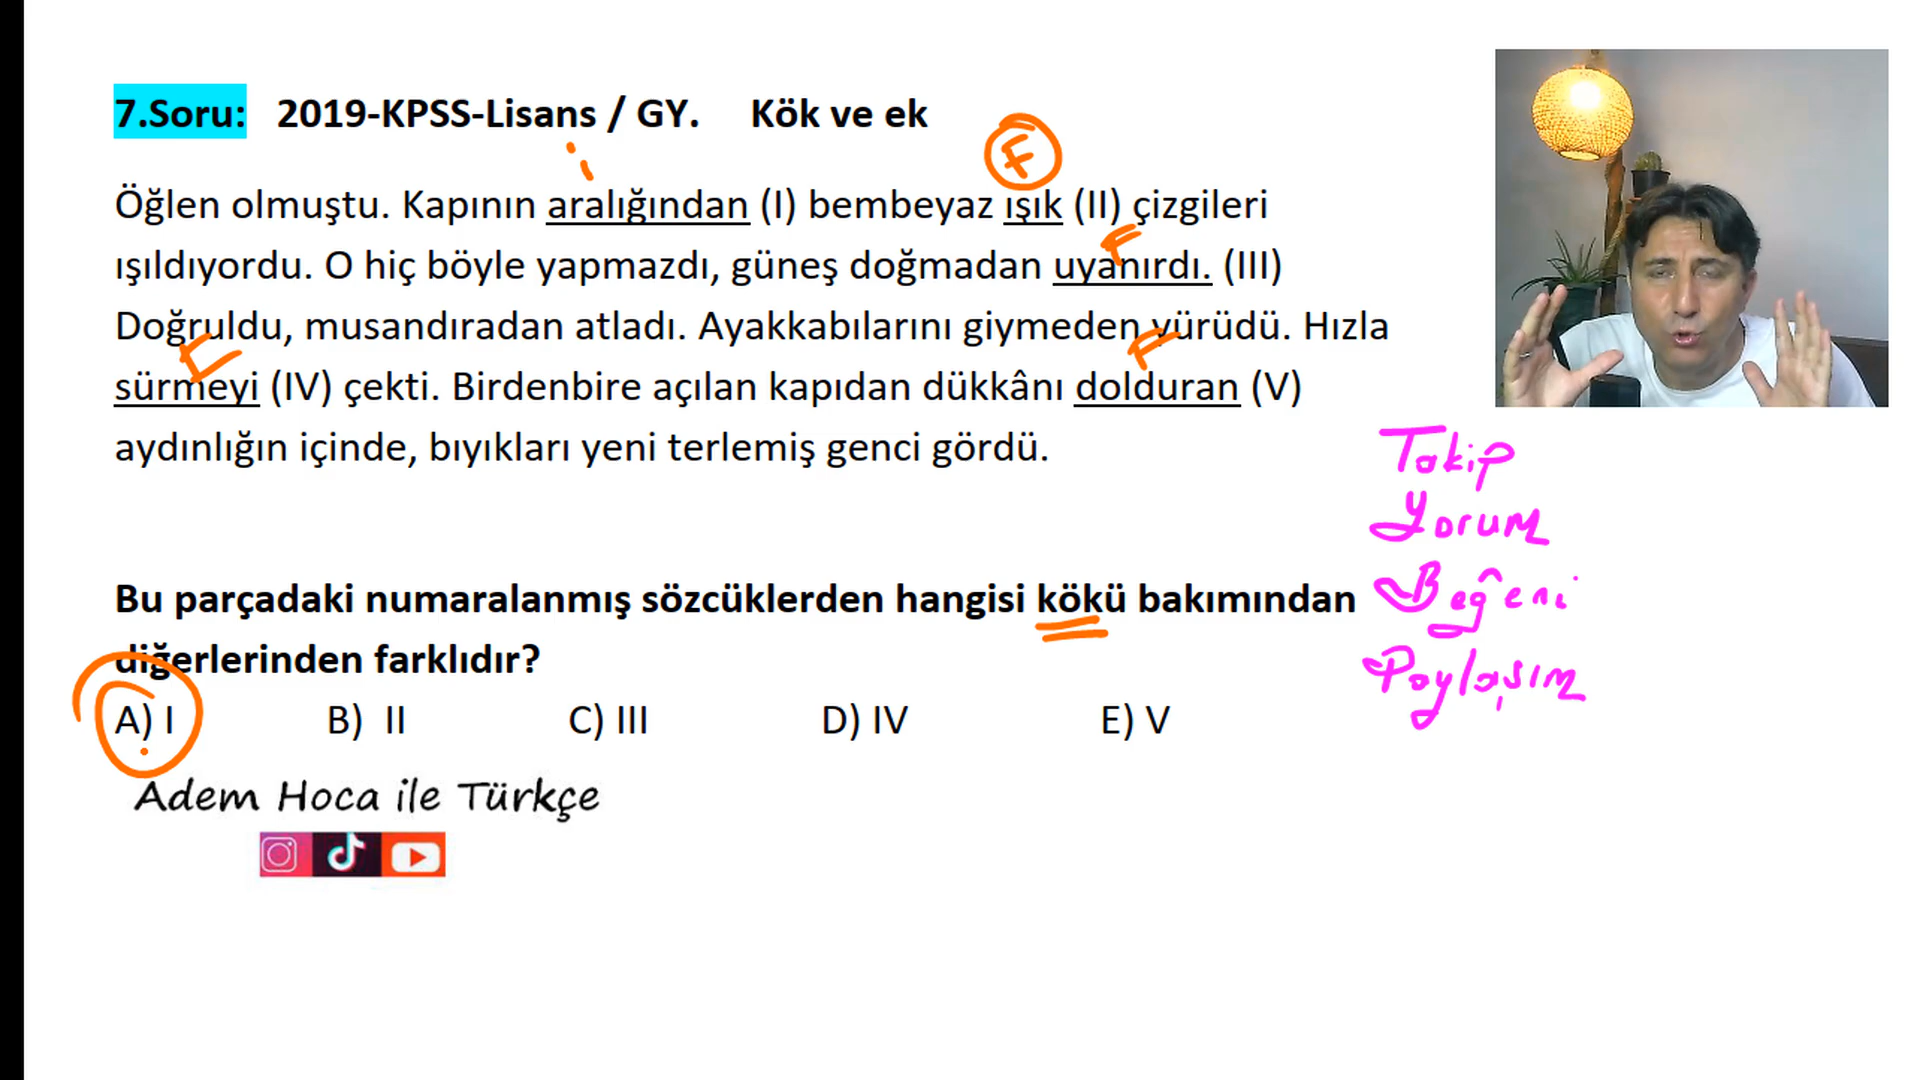 7.Soru: 2019-KPSS-Lisans / GY. Kök ve ek
F
Öğlen olmuştu. Kapının aralığından (I) bembeyaz ışık (II) çizgileri
F
ışıldıyordu. O hiç böyle yapmazdı, güneş doğmadan uyanırdı. (III)
Doğruldu, musandıradan atladı. Ayakkabılarını giymeden yürüdü. Hızla
F F
sürmeyi (IV) çekti. Birdenbire açılan kapıdan dükkânı dolduran (V)
aydınlığın içinde, bıyıkları yeni terlemiş genci gördü.
Takip
Yorum
Beğeni
Paylaşım
Bu parçadaki numaralanmış sözcüklerden hangisi kökü bakımından
diğerlerinden farklıdır?
A) I B) II C) III D) IV E) V
Adem Hoca ile Türkçe